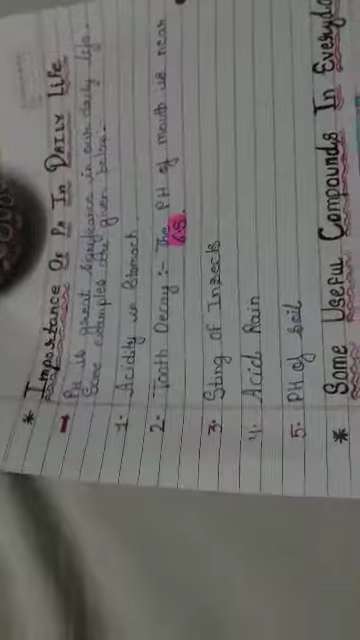 * Importance Of PH In DAILY LIFE
→ PH is great significance in our daily life.
Some examples are given below:-
1. Acidity in Stomach.
2. Tooth Decay :- The PH of mouth is near
6.5.
3. Sting of Insects
4. Acid Rain
5. PH of Soil
* SOME USEFUL COMPOUNDS IN Everyda